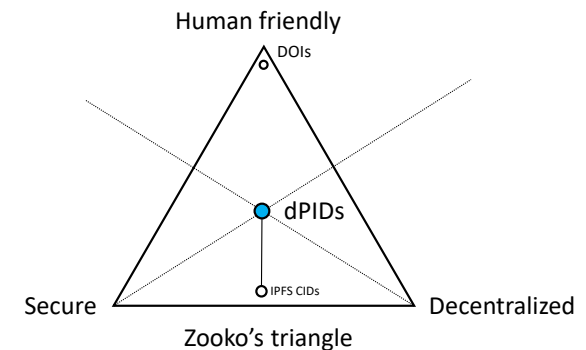 Human friendly
DOIs
dPIDs
IPFS CIDs
Secure
Decentralized
Zooko’s triangle